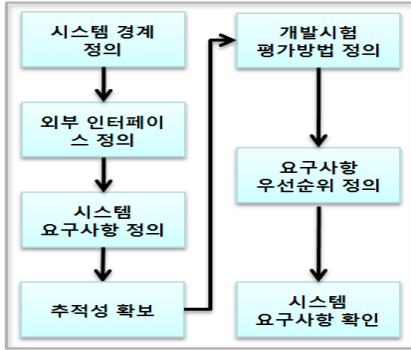 시스템 경계
정의
외부 인터페이
스 정의
시스템
요구사항 정의
추적성 확보
개발시험
평가방법 정의
요구사항
우선순위 정의
시스템
요구사항 확인